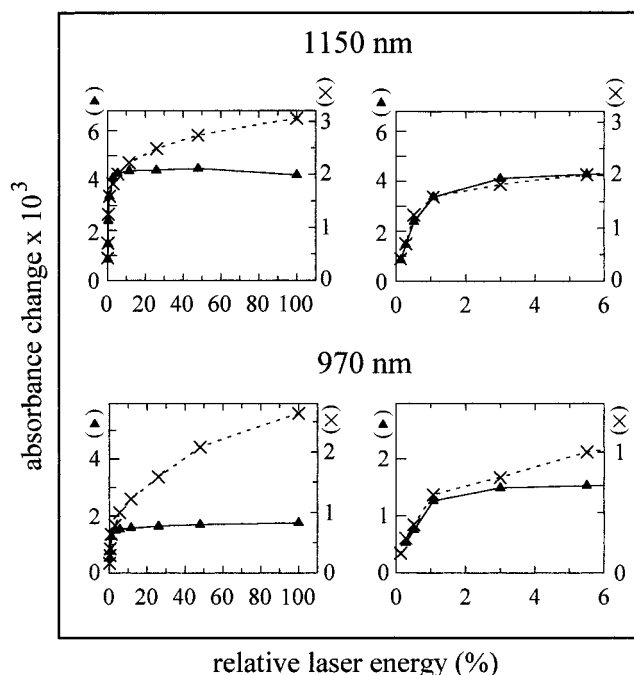 1150 nm
(▲) (×) (▲) (×)
6 3 6 3
4 2 4 2
2 1 2 1
0 0 0 0
0 20 40 60 80 100 0 2 4 6
970 nm
(▲) (×) (▲) (×)
4 2 2 1
2 1 1
0 0 0 0
0 20 40 60 80 100 0 2 4 6
absorbance change x 10³
relative laser energy (%)